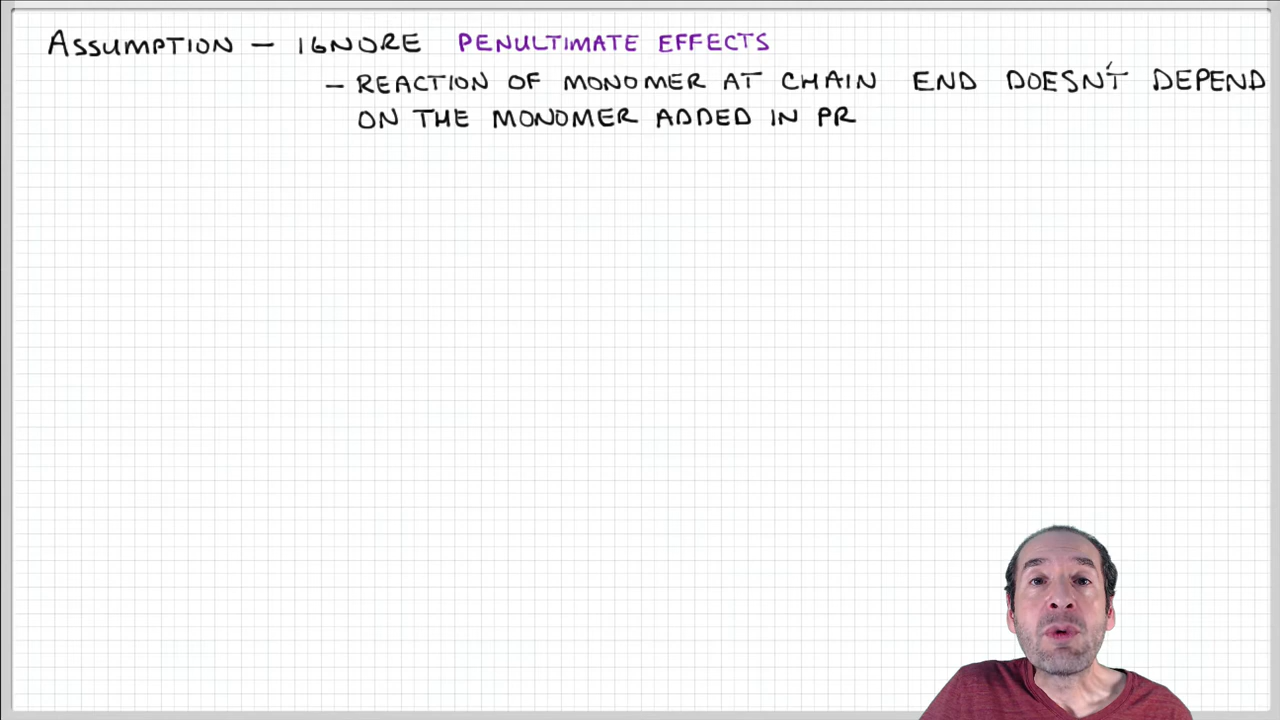 ASSUMPTION – IGNORE PENULTIMATE EFFECTS
– REACTION OF MONOMER AT CHAIN END DOESN'T DEPEND
ON THE MONOMER ADDED IN PR